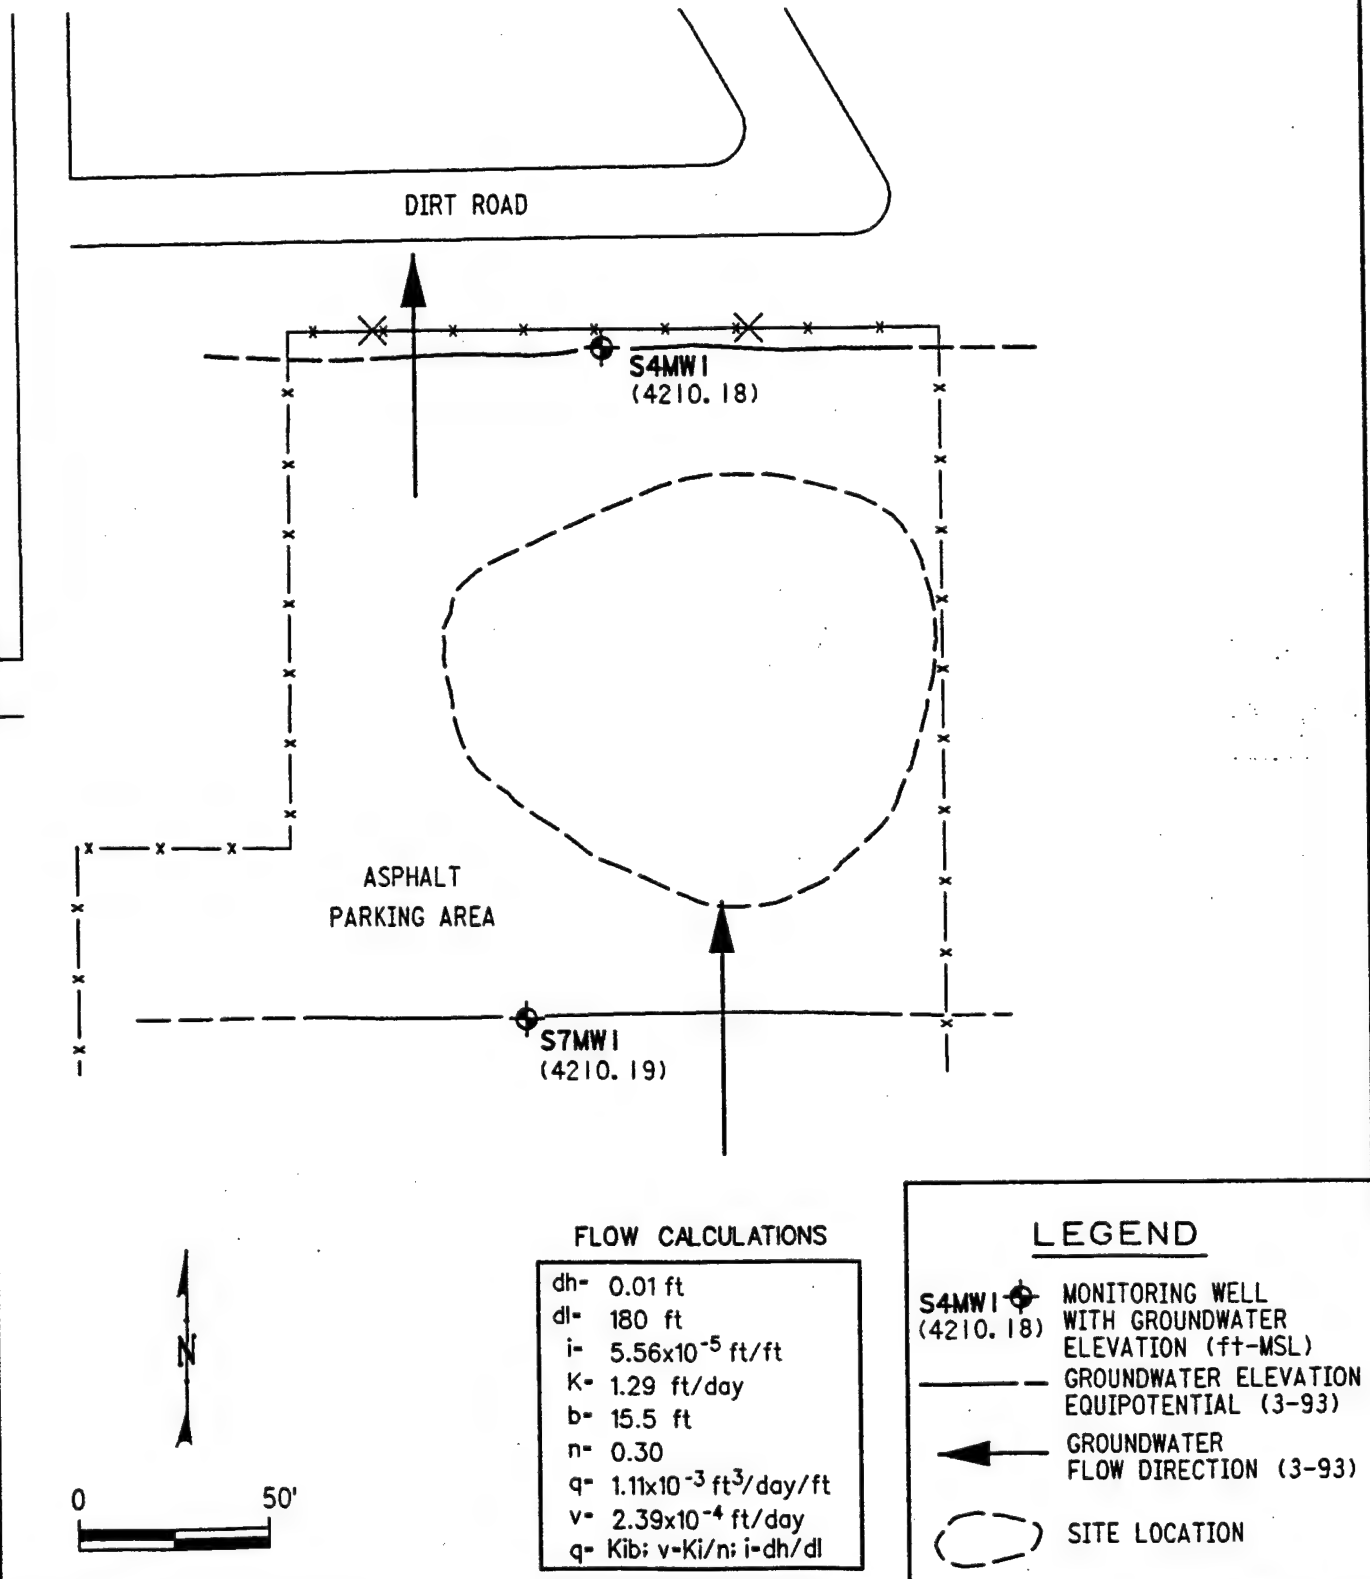 DIRT ROAD
S4MW1
(4210.18)
ASPHALT
PARKING AREA
S7MW1
(4210.19)
N
0 50'
FLOW CALCULATIONS
dh= 0.01 ft
dl= 180 ft
i= 5.56x10⁻⁵ ft/ft
K= 1.29 ft/day
b= 15.5 ft
n= 0.30
q= 1.11x10⁻³ ft³/day/ft
v= 2.39x10⁻⁴ ft/day
q= Kib; v=Ki/n; i=dh/dl
LEGEND
S4MW1
(4210.18)
MONITORING WELL
WITH GROUNDWATER
ELEVATION (ft-MSL)
GROUNDWATER ELEVATION
EQUIPOTENTIAL (3-93)
GROUNDWATER
FLOW DIRECTION (3-93)
SITE LOCATION